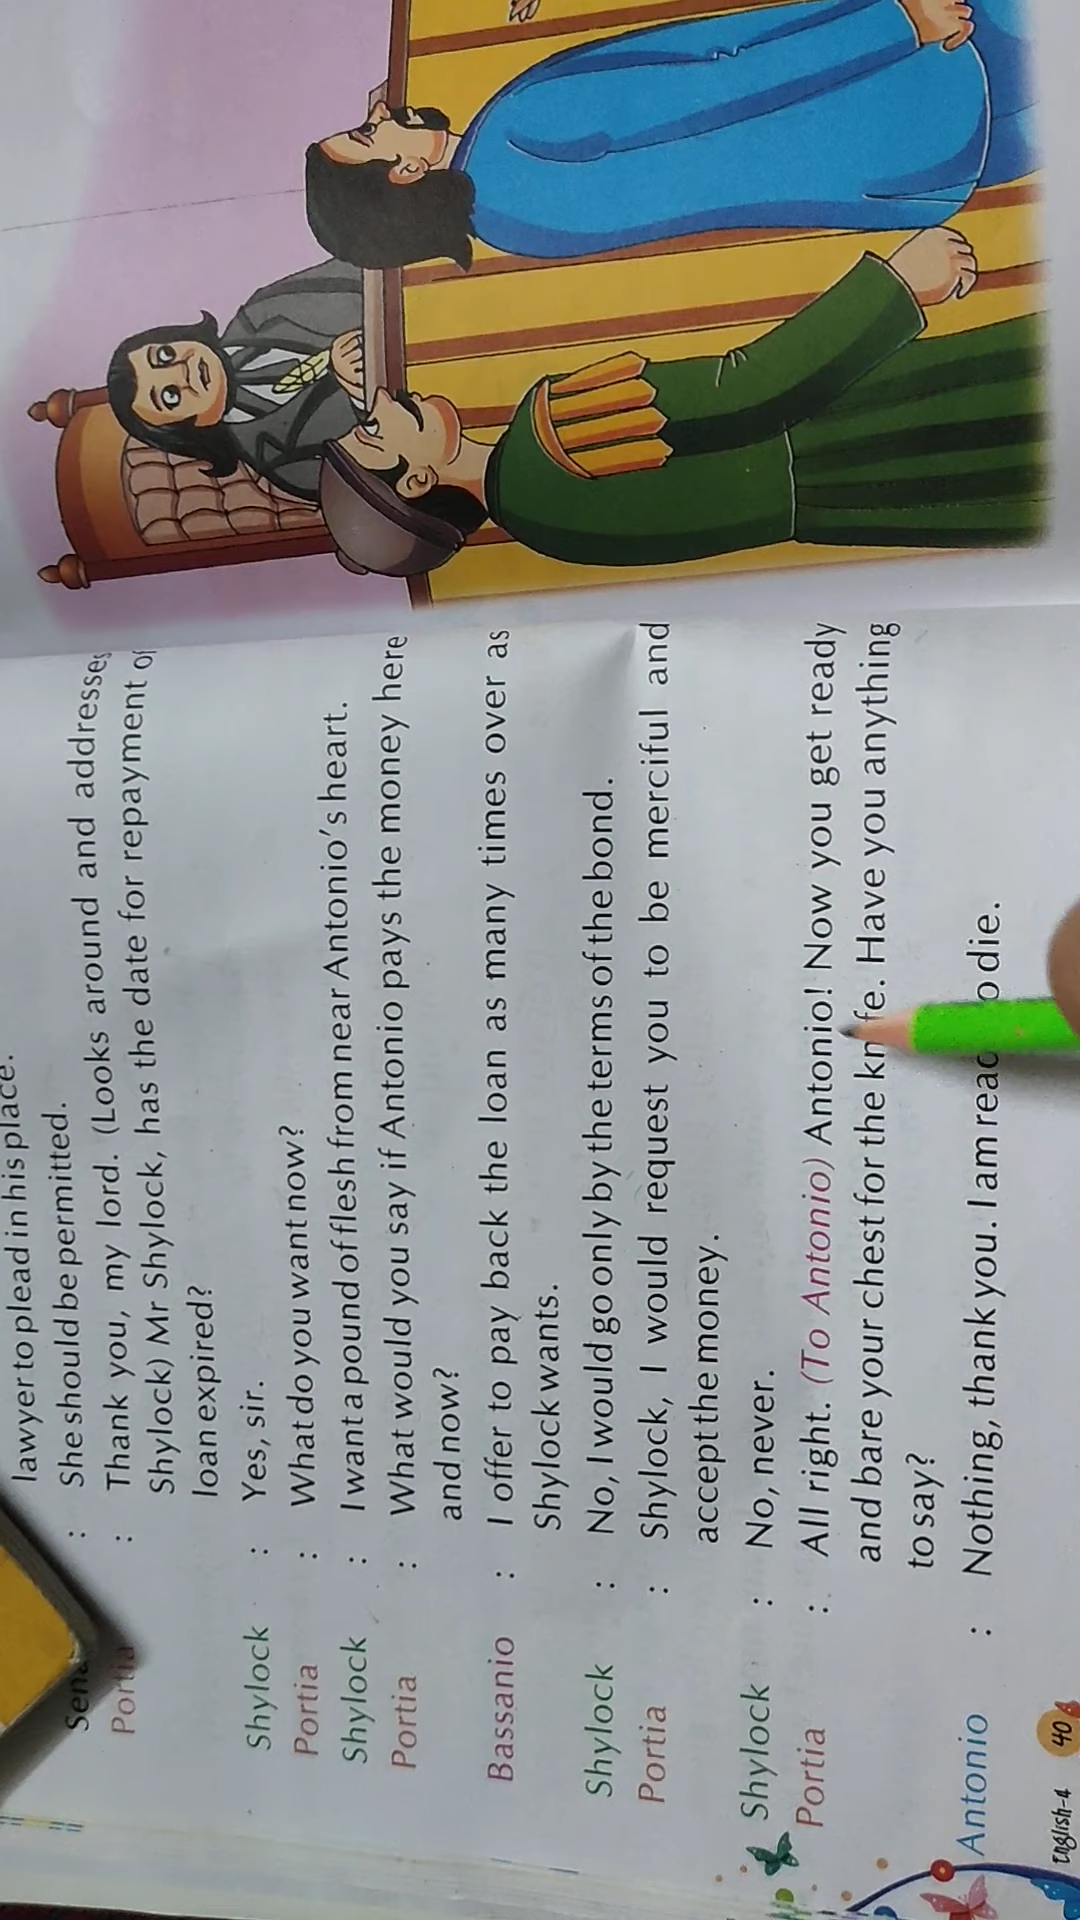 lawyer to plead in his place.
: She should be permitted.
Portia : Thank you, my lord. (Looks around and addresses
Shylock) Mr Shylock, has the date for repayment of
loan expired?
Shylock : Yes, sir.
Portia : What do you want now?
Shylock : I want a pound of flesh from near Antonio's heart.
Portia : What would you say if Antonio pays the money here
and now?
Bassanio : I offer to pay back the loan as many times over as
Shylock wants.
Shylock : No, I would go only by the terms of the bond.
Portia : Shylock, I would request you to be merciful and
accept the money.
Shylock : No, never.
Portia : All right. (To Antonio) Antonio! Now you get ready
and bare your chest for the knife. Have you anything
to say?
Antonio : Nothing, thank you. I am ready to die.
English-4 40